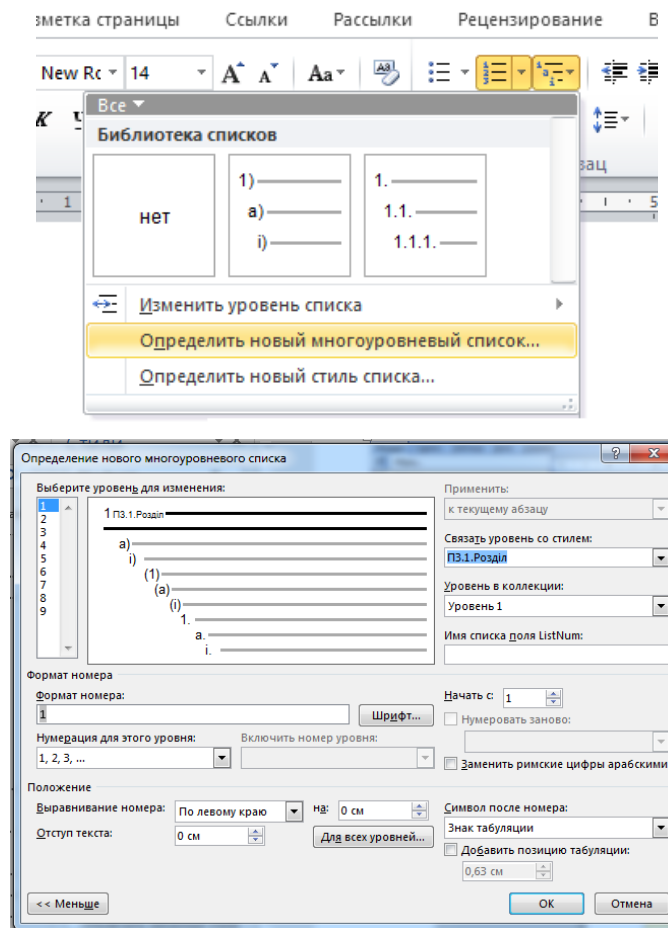 зметка страницы Ссылки Рассылки Рецензирование В
New Rc 14 А А Aa
К Ч
Все
зац
Библиотека списков
1 5
нет
1)
a)
i)
1.
1.1.
1.1.1.
Изменить уровень списка
Определить новый многоуровневый список...
Определить новый стиль списка...
Определение нового многоуровневого списка
Выберите уровень для изменения:
1
2
3
4
5
6
7
8
9
1 ПЗ.1.Розділ
a)
i)
(1)
(a)
(i)
1.
a.
i.
Применить:
к текущему абзацу
Связать уровень со стилем:
ПЗ.1.Розділ
Уровень в коллекции:
Уровень 1
Имя списка поля ListNum:
Формат номера
Формат номера:
1 Шрифт...
Нумерация для этого уровня: Включить номер уровня:
1, 2, 3, ...
Начать с: 1
Нумеровать заново:
Заменить римские цифры арабскими
Положение
Выравнивание номера: По левому краю на: 0 см
Отступ текста: 0 см Для всех уровней...
Символ после номера:
Знак табуляции
Добавить позицию табуляции:
0,63 см
<< Меньше ОК Отмена